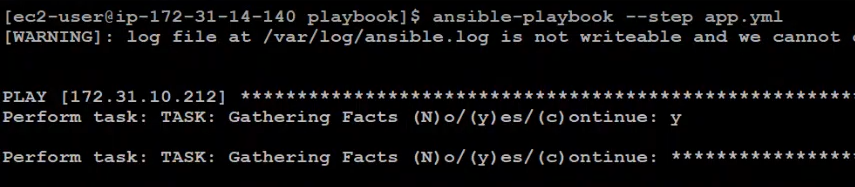 [ec2-user@ip-172-31-14-140 playbook]$ ansible-playbook --step app.yml
[WARNING]: log file at /var/log/ansible.log is not writeable and we cannot
PLAY [172.31.10.212] *********************************************************
Perform task: TASK: Gathering Facts (N)o/(y)es/(c)ontinue: y
Perform task: TASK: Gathering Facts (N)o/(y)es/(c)ontinue: *****************